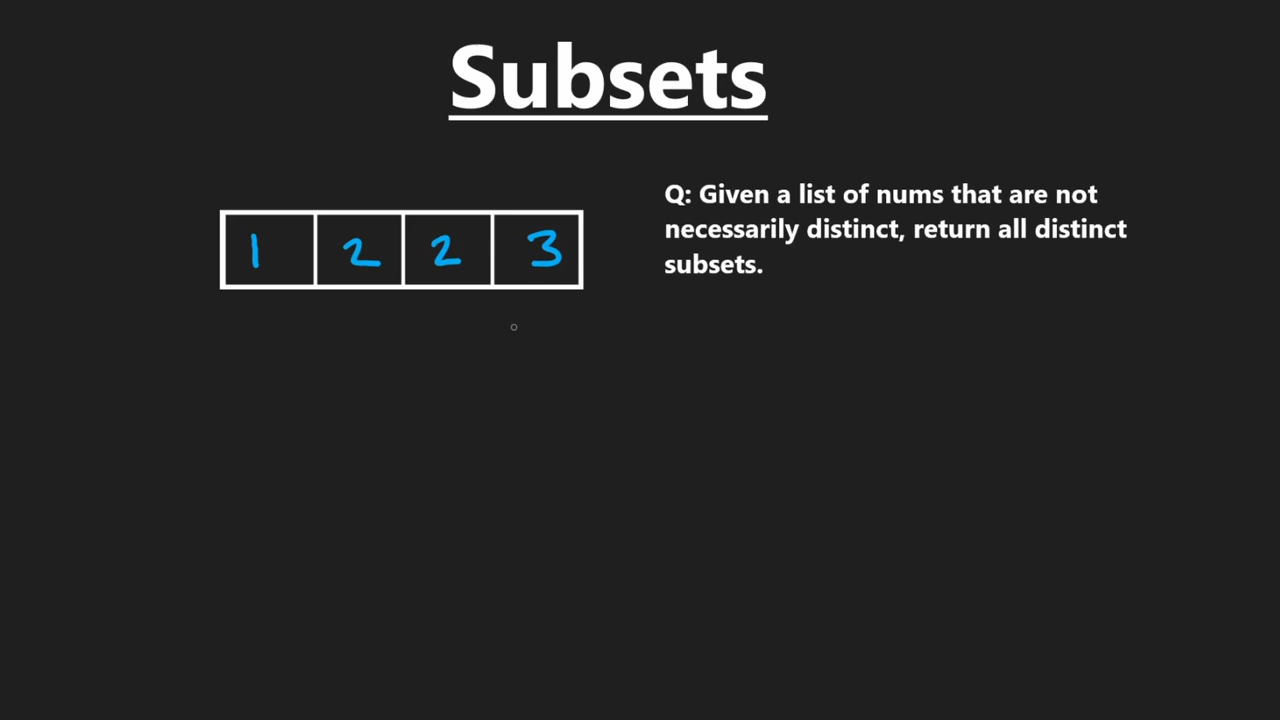 Subsets
Q: Given a list of nums that are not
necessarily distinct, return all distinct
subsets.
1 2 2 3